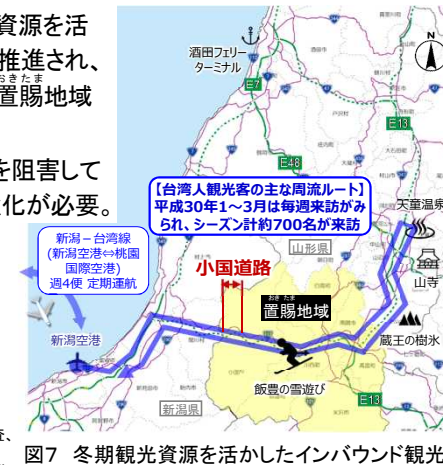 資源を活
推進され、
おきたま
置賜地域
を阻害して
化が必要。
酒田フェリー
ターミナル
E7
E13
E48
N
【台湾人観光客の主な周流ルート】
平成30年1~3月は毎週来訪がみ
られ、シーズン計約700名が来訪
天童温泉
新潟-台湾線
(新潟空港⇔桃園
国際空港)
週4便 定期運航
山形県
小国道路
山寺
おき たま
置賜地域
蔵王の樹氷
新潟空港
飯豊の雪遊び
新潟県
E13
査、
図7 冬期観光資源を活かしたインバウンド観光